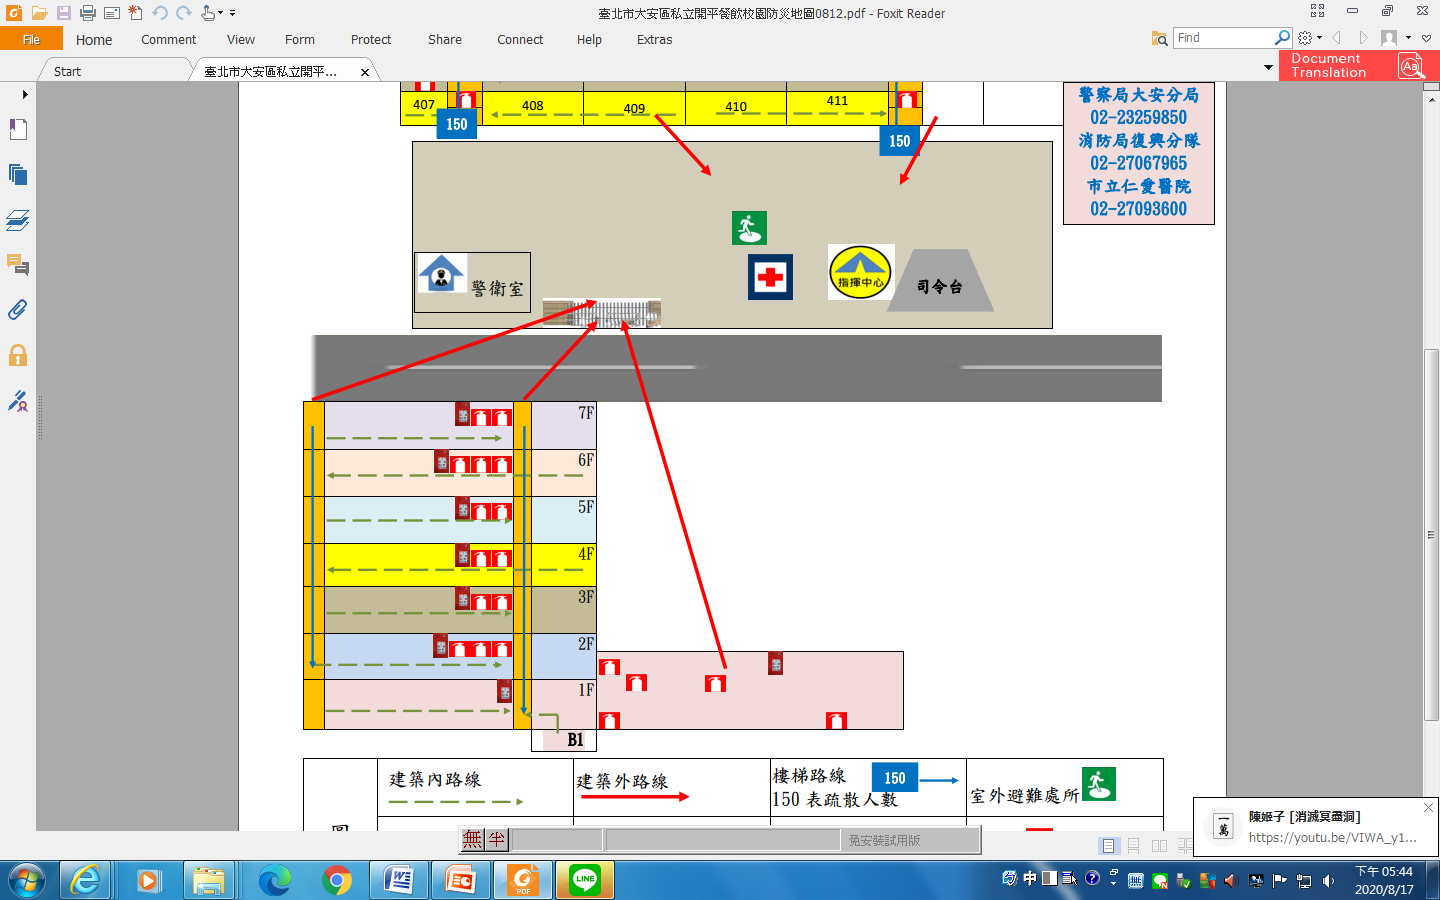 臺北市大安區私立開平餐飲校園防災地圖0812.pdf - Foxit Reader
File
Home
Comment
View
Form
Protect
Share
Connect
Help
Extras
Find
Start
臺北市大安區私立開平...
Document
Translation
407
408
409
410
411
150
150
警察局大安分局
02-23259850
消防局復興分隊
02-27067965
市立仁愛醫院
02-27093600
警衛室
指揮中心
司令台
7F
6F
5F
4F
3F
2F
1F
B1
建築內路線
建築外路線
樓梯路線
150
150 表疏散人數
室外避難處所
無
半
免安裝試用版
陳姬子 [消滅冥盡洞]
https://youtu.be/VIWA_y1...
一
萬
PDF
LINE
中
下午 05:44
2020/8/17